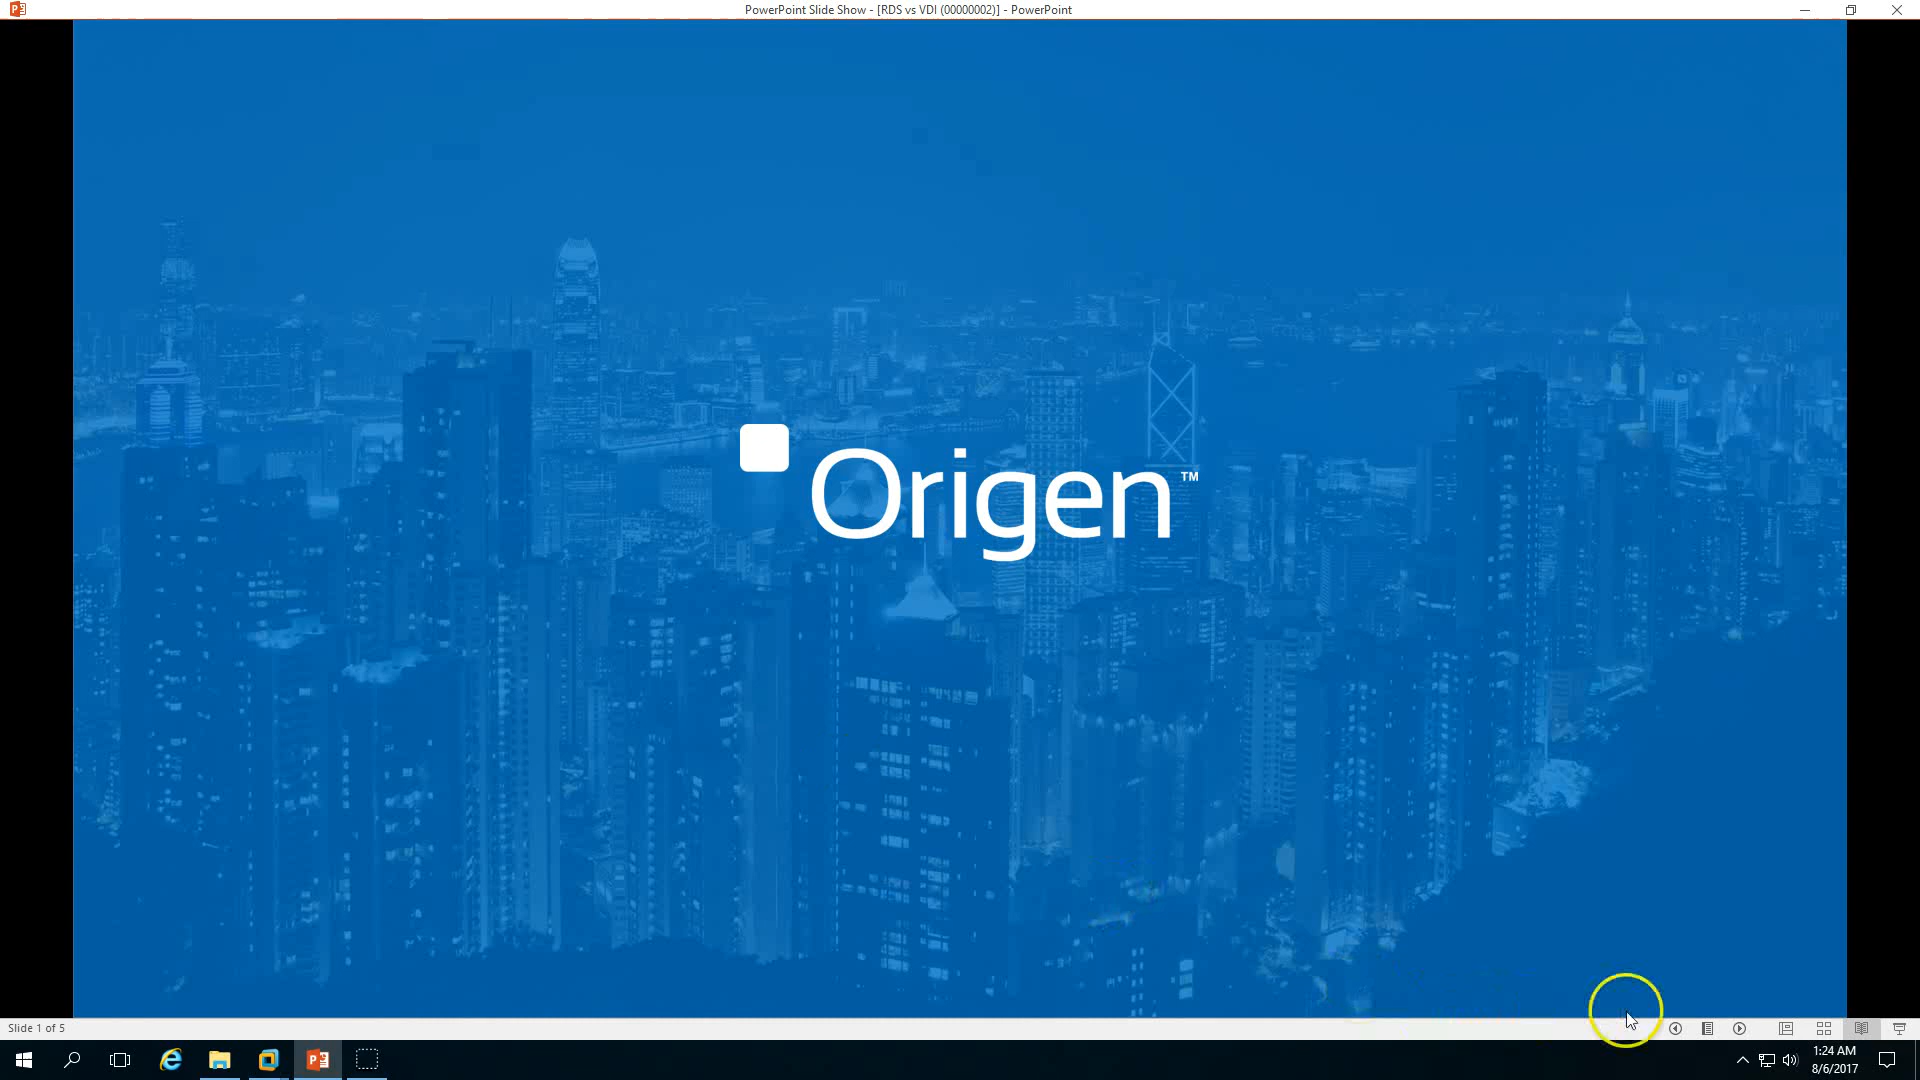 PowerPoint Slide Show - [RDS vs VDI (00000002)] - PowerPoint
Origen™
Slide 1 of 5
1:24 AM
8/6/2017